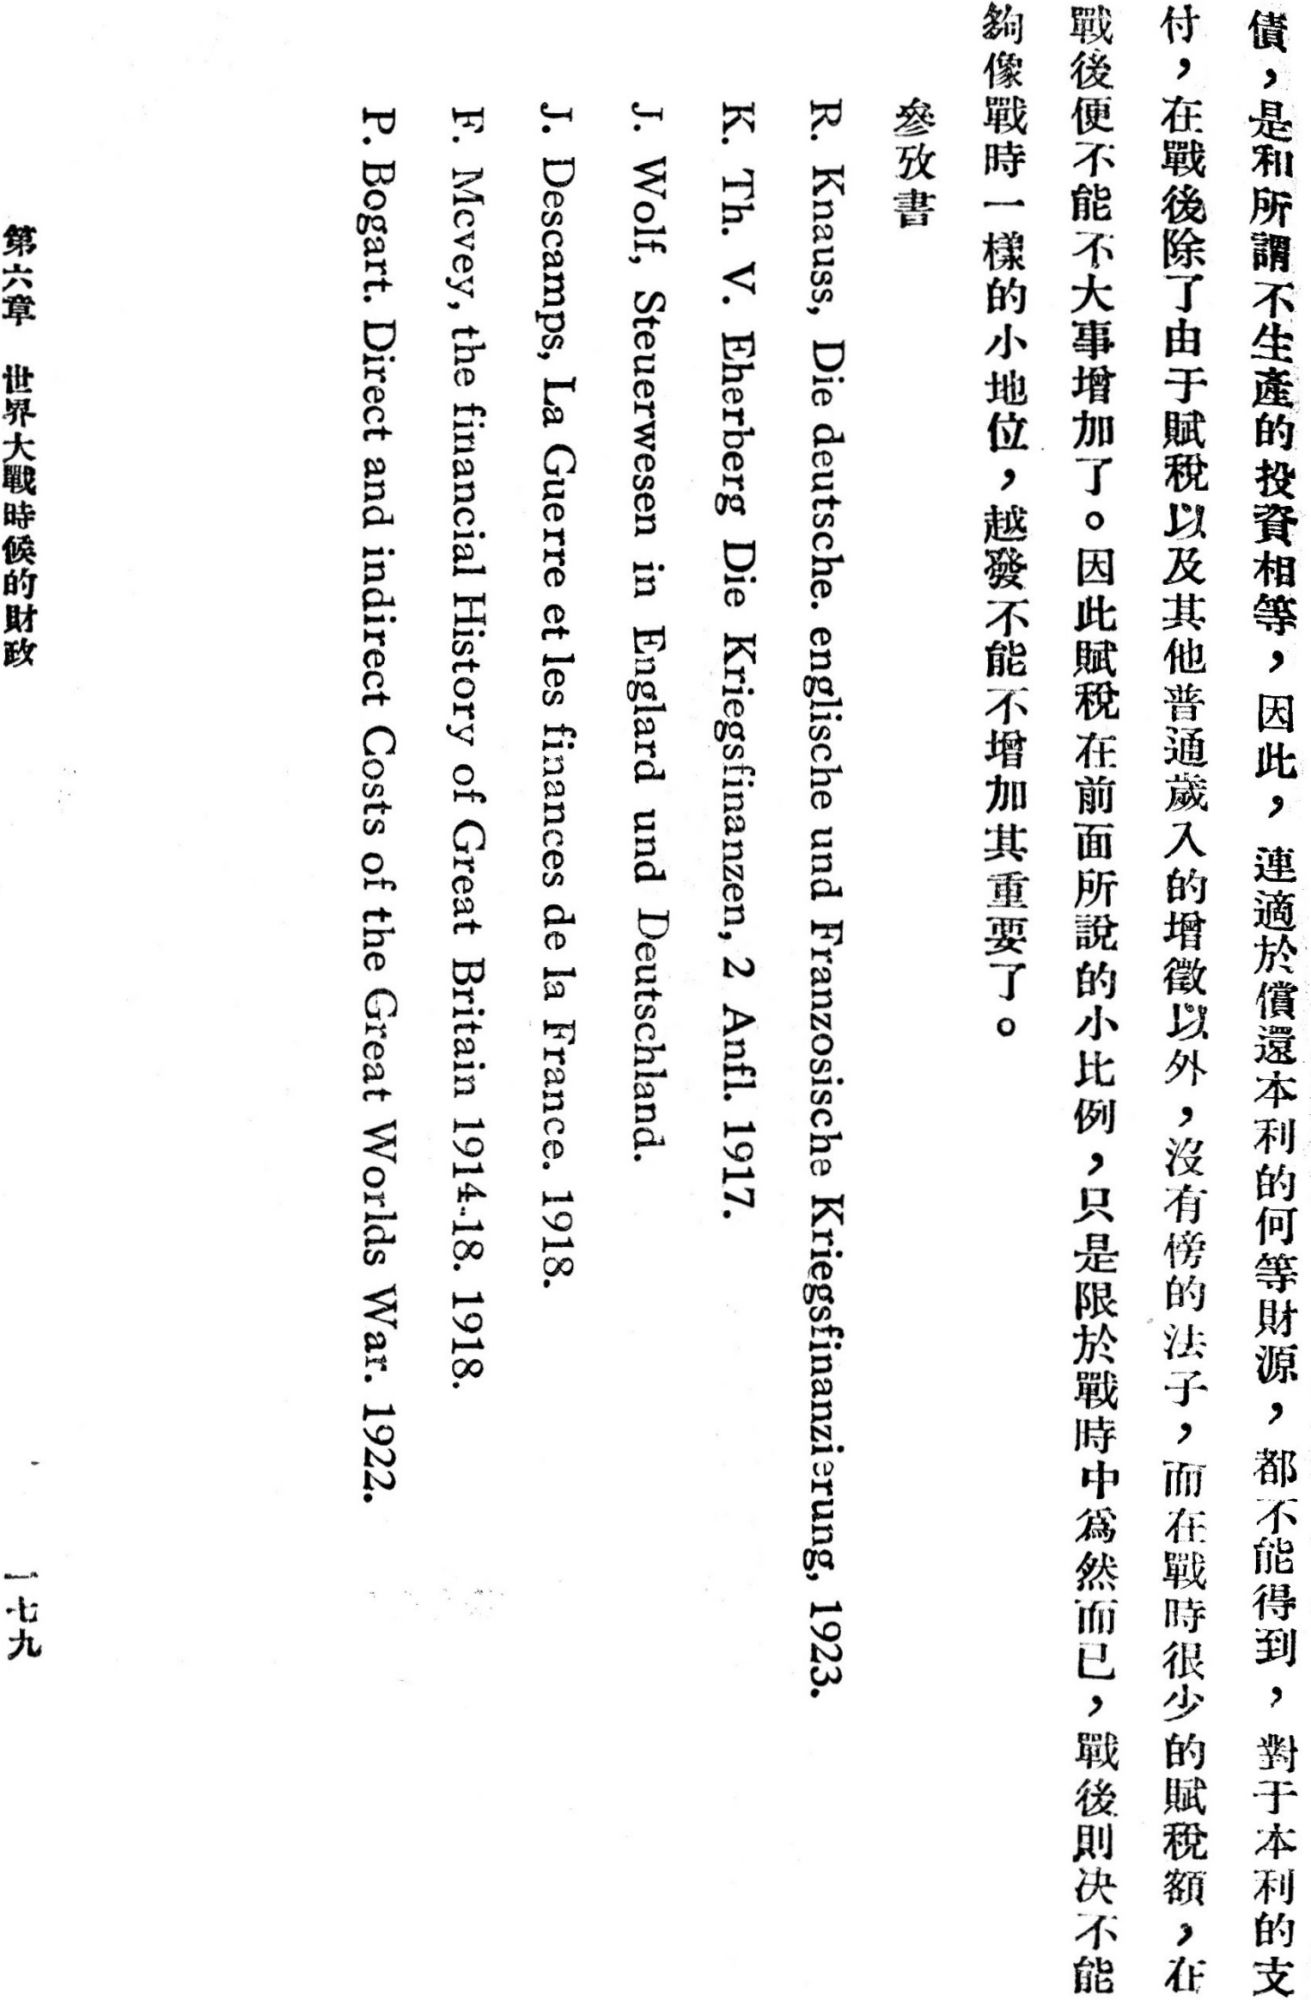 債，是和所謂不生產的投資相等，因此，連適於償還本利的何等財源，都不能得到，對于本利的支
付，在戰後除了由于賦稅以及其他普通歲入的增徵以外，沒有傍的法子，而在戰時很少的賦稅額，在
戰後便不能不大事增加了。因此賦稅在前面所說的小比例，只是限於戰時中爲然而已，戰後則决不能
夠像戰時一樣的小地位，越發不能不增加其重要了。
參攷書
R. Knauss, Die deutsche. englische und Franzosische Kriegsfinanzierung, 1923.
K. Th. V. Eherberg Die Kriegsfinanzen, 2 Anfl. 1917.
J. Wolf, Steuerwesen in Englard und Deutschland.
J. Descamps, La Guerre et les finances de la France. 1918.
F. Mcvey, the financial History of Great Britain 1914-18. 1918.
P. Bogart. Direct and indirect Costs of the Great Worlds War. 1922.
第六章 世界大戰時候的財政
一七九